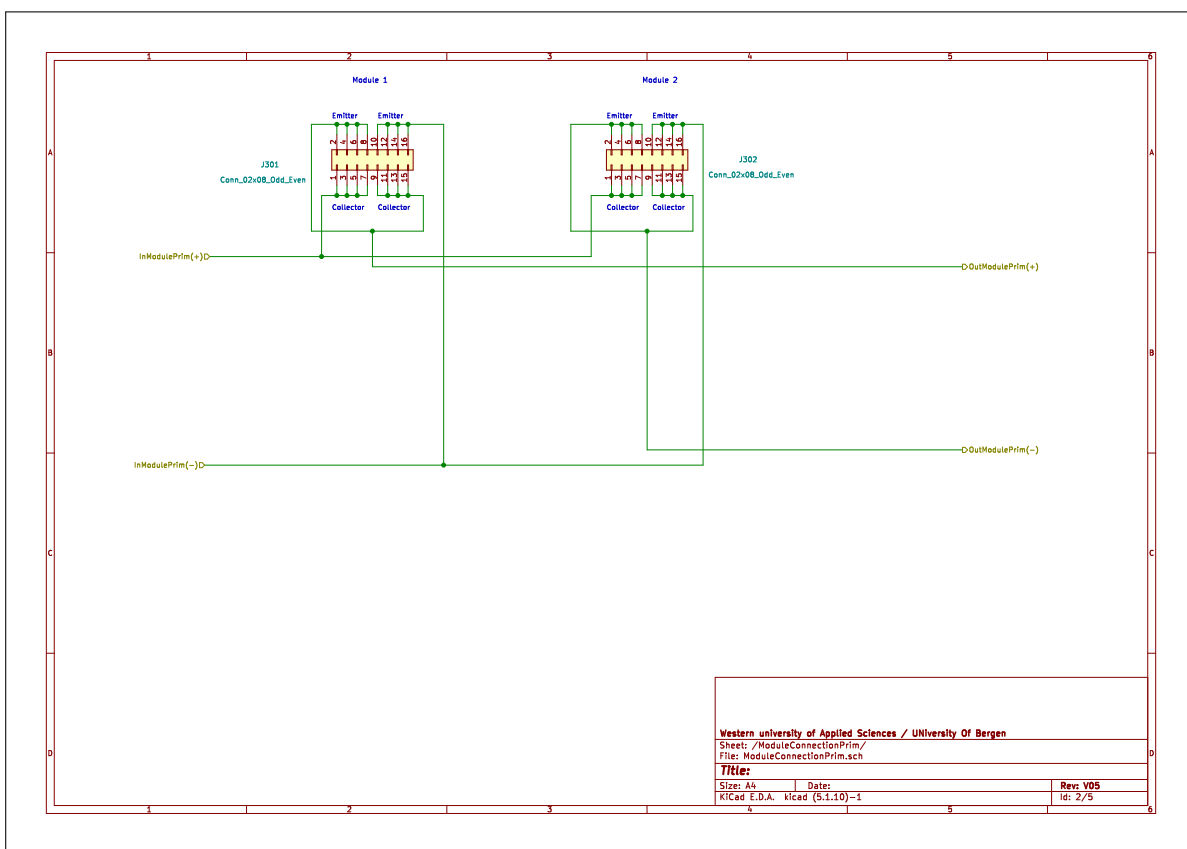 1 2 3 4 5 6
Module 1 Module 2
Emitter Emitter Emitter Emitter
2 4 6 8 10 12 14 16 2 4 6 8 10 12 14 16
A A
J301 J302
Conn_02x08_Odd_Even Conn_02x08_Odd_Even
1 3 5 7 9 11 13 15 1 3 5 7 9 11 13 15
Collector Collector Collector Collector
InModulePrim(+) OutModulePrim(+)
B B
InModulePrim(-) OutModulePrim(-)
C C
Western university of Applied Sciences / UNiversity Of Bergen
Sheet: /ModuleConnectionPrim/
File: ModuleConnectionPrim.sch
D D
Title:
Size: A4 Date: Rev: V05
KiCad E.D.A. kicad (5.1.10)-1 Id: 2/5
1 2 3 4 5 6